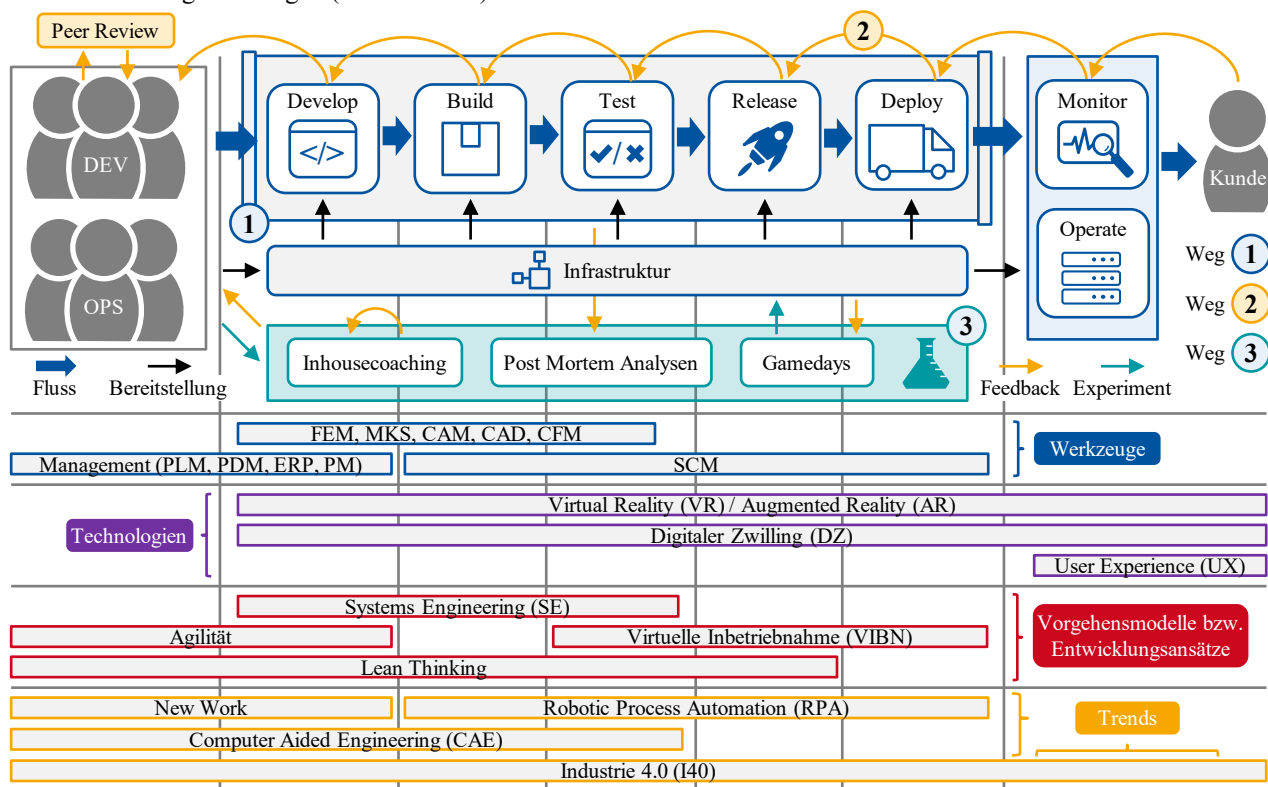 Peer Review
2
Develop
Build
Test
Release
Deploy
Monitor
</>
/
DEV
Kunde
1
Operate
Infrastruktur
OPS
Weg 1
Weg 2
Weg 3
3
Inhousecoaching
Post Mortem Analysen
Gamedays
Fluss
Bereitstellung
Feedback
Experiment
FEM, MKS, CAM, CAD, CFM
Management (PLM, PDM, ERP, PM)
SCM
Werkzeuge
Virtual Reality (VR) / Augmented Reality (AR)
Technologien
Digitaler Zwilling (DZ)
User Experience (UX)
Systems Engineering (SE)
Agilität
Virtuelle Inbetriebnahme (VIBN)
Vorgehensmodelle bzw.
Entwicklungsansätze
Lean Thinking
New Work
Robotic Process Automation (RPA)
Trends
Computer Aided Engineering (CAE)
Industrie 4.0 (I40)